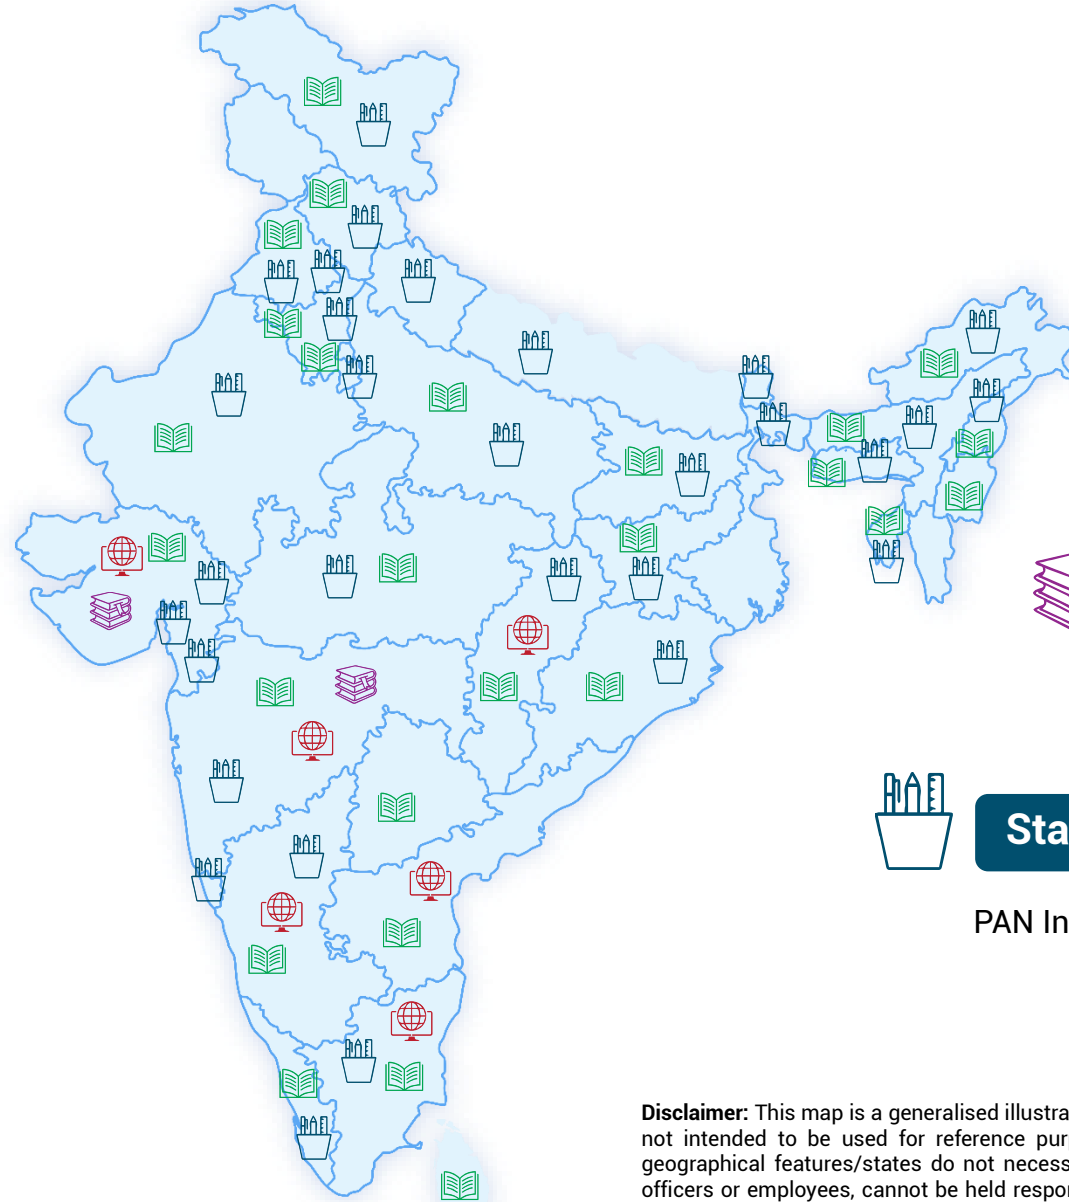 Sta
PAN In
Disclaimer: This map is a generalised illustra
not intended to be used for reference pur
geographical features/states do not necess
officers or employees, cannot be held respor